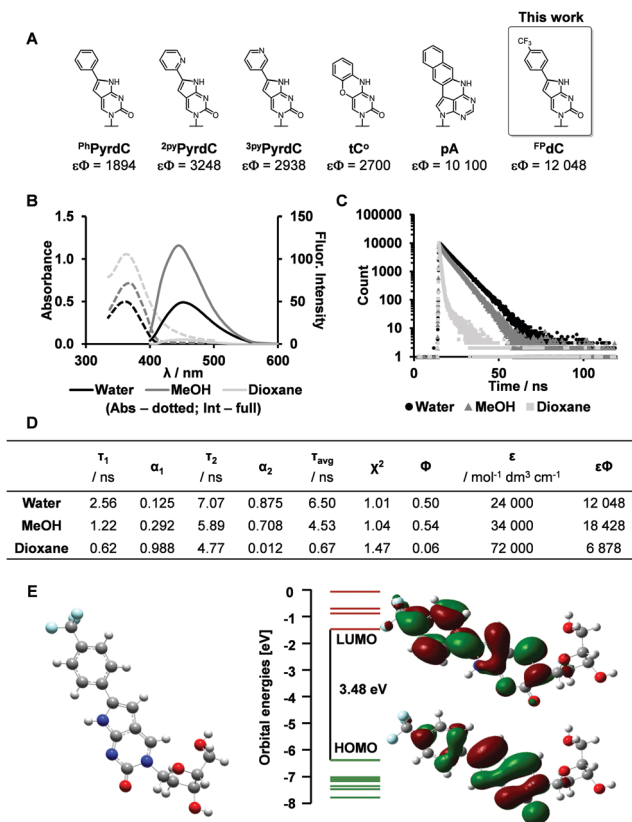 This work
A
CF3
N
N
NH
NH
NH
H
N
H
N
NH
N
N
N
O
N
N
N
N
N
O
N
O
N
O
N
O
N
N
N
O
PhPyrdC
2pyPyrdC
3pyPyrdC
tCo
pA
FPdC
εΦ = 1894
εΦ = 3248
εΦ = 2938
εΦ = 2700
εΦ = 10 100
εΦ = 12 048
B
C
1.5
1.0
0.5
0.0
Absorbance
150
100
50
0
Fluor. Intensity
300
400
500
600
λ / nm
Water
MeOH
Dioxane
(Abs – dotted; Int – full)
100000
10000
1000
100
10
1
Count
0
50
100
Time / ns
Water
MeOH
Dioxane
D
τ1 / ns
α1
τ2 / ns
α2
τavg / ns
χ2
Φ
ε / mol-1 dm3 cm-1
εΦ
Water 2.56 0.125 7.07 0.875 6.50 1.01 0.50 24 000 12 048
MeOH 1.22 0.292 5.89 0.708 4.53 1.04 0.54 34 000 18 428
Dioxane 0.62 0.988 4.77 0.012 0.67 1.47 0.06 72 000 6 878
E
Orbital energies [eV]
0
-1
-2
-3
-4
-5
-6
-7
-8
LUMO
3.48 eV
HOMO